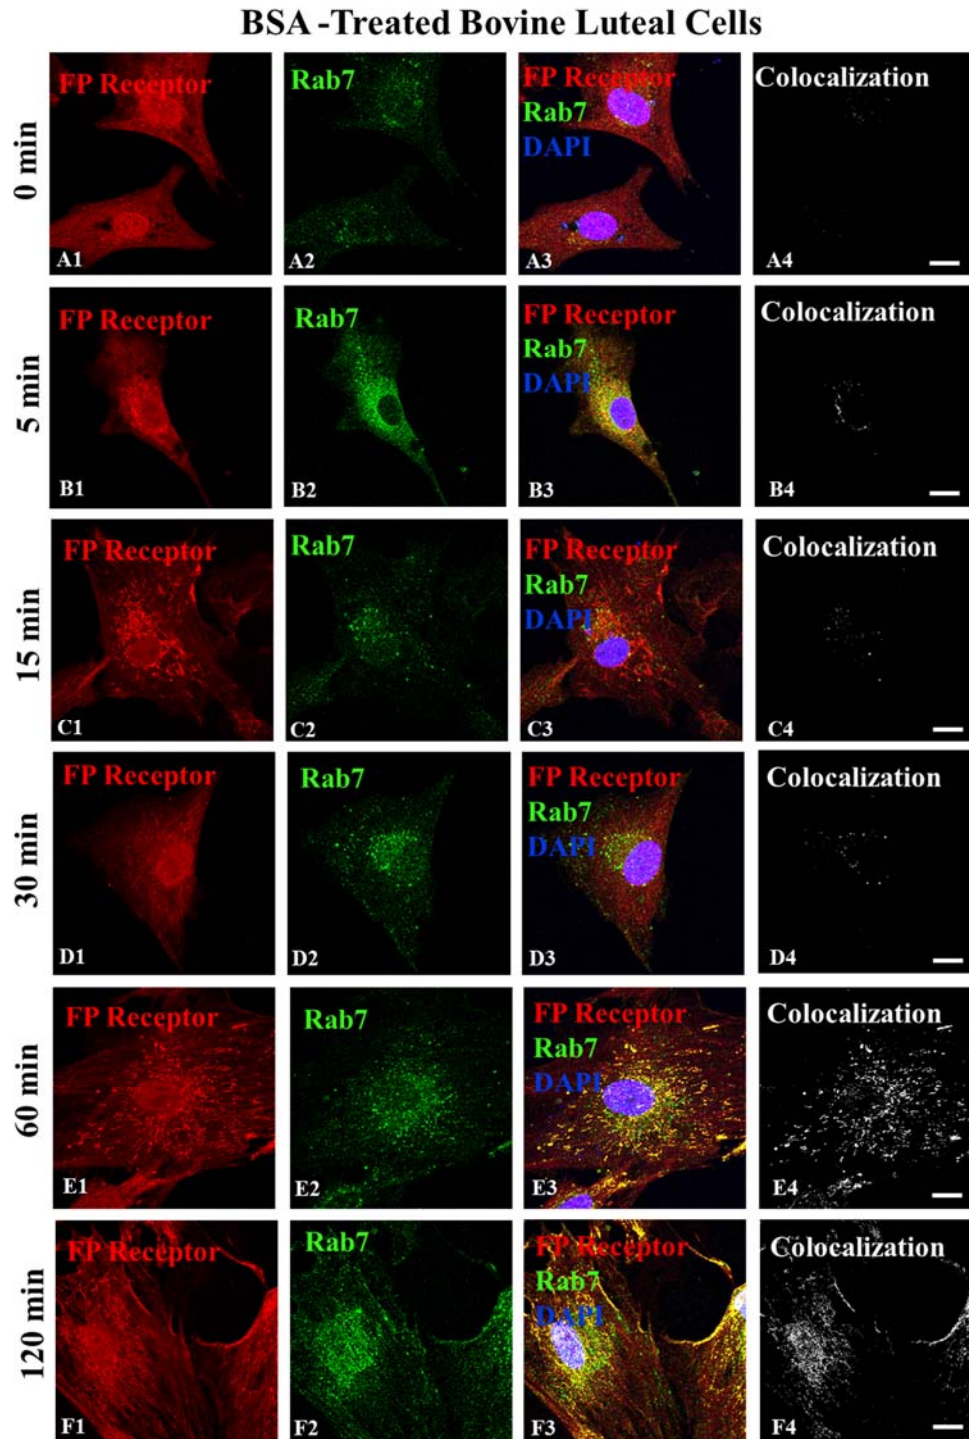 BSA -Treated Bovine Luteal Cells
0 min
FP Receptor
A1
Rab7
A2
FP Receptor
Rab7
DAPI
A3
Colocalization
A4
5 min
FP Receptor
B1
Rab7
B2
FP Receptor
Rab7
DAPI
B3
Colocalization
B4
15 min
FP Receptor
C1
Rab7
C2
FP Receptor
Rab7
DAPI
C3
Colocalization
C4
30 min
FP Receptor
D1
Rab7
D2
FP Receptor
Rab7
DAPI
D3
Colocalization
D4
60 min
FP Receptor
E1
Rab7
E2
FP Receptor
Rab7
DAPI
E3
Colocalization
E4
120 min
FP Receptor
F1
Rab7
F2
FP Receptor
Rab7
DAPI
F3
Colocalization
F4